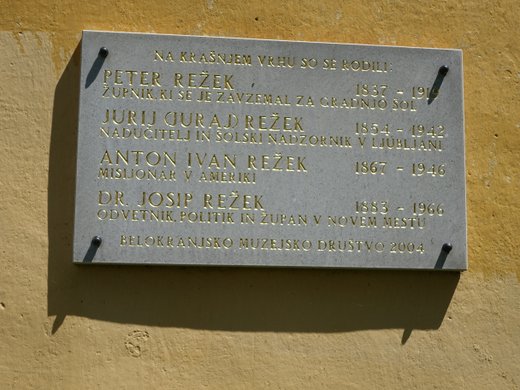 NA KRAŠNJEM VRHU SO SE RODILI:
PETER REŽEK 1837 -
ŽUPNIK, KI SE JE ZAVZEMAL ZA GRADNJO ŠOL
JURIJ (JURAJ) REŽEK 1854 - 1942
NADUČITELJ IN ŠOLSKI NADZORNIK V LJUBLJANI
ANTON IVAN REŽEK 1867 - 1946
MISIJONAR V AMERIKI
DR. JOSIP REŽEK 1883 - 1966
ODVETNIK, POLITIK IN ŽUPAN V NOVEM MESTU
BELOKRANJSKO MUZEJSKO DRUŠTVO 2004